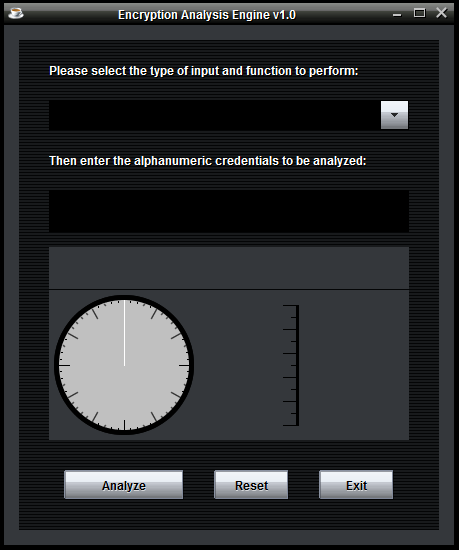 Encryption Analysis Engine v1.0
Please select the type of input and function to perform:
Then enter the alphanumeric credentials to be analyzed:
Analyze
Reset
Exit